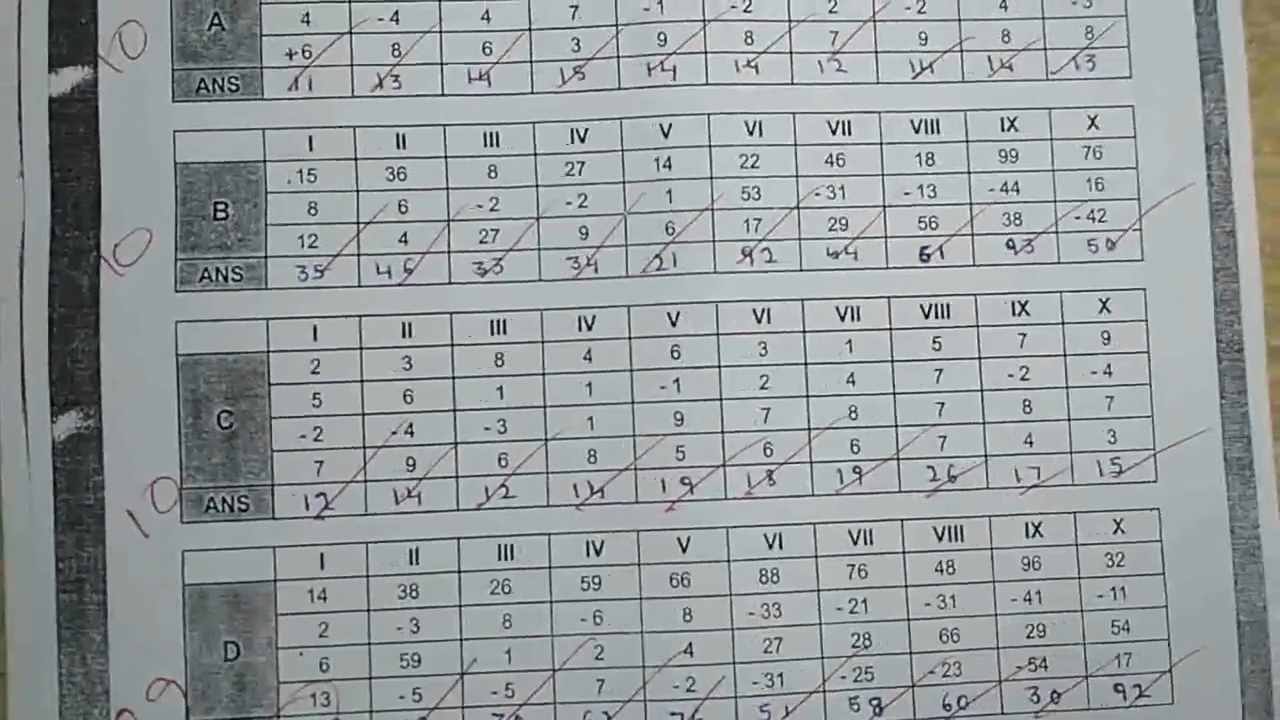 A 4 -4 4 7 -1 -2 2 -2 4 -3
+6 8 6 3 9 8 7 9 8 8
10
ANS 11 13 14 15 14 14 12 14 14 13
I II III IV V VI VII VIII IX X
15 36 8 27 14 22 46 18 99 76
B 8 6 -2 -2 1 53 -31 -13 -44 16
12 4 27 9 6 17 29 56 38 -42
10
ANS 35 45 33 34 21 92 44 61 93 50
I II III IV V VI VII VIII IX X
2 3 8 4 6 3 1 5 7 9
5 6 1 1 -1 2 4 7 -2 -4
C -2 -4 -3 1 9 7 8 7 8 7
7 9 6 8 5 6 6 7 4 3
10
ANS 12 14 12 14 19 18 19 26 17 15
I II III IV V VI VII VIII IX X
14 38 26 59 66 88 76 48 96 32
2 -3 8 -6 8 -33 -21 -31 -41 -11
D 6 59 1 2 4 27 28 66 29 54
13 -5 -5 7 -2 -31 -25 -23 -54 17
9
58 60 30 92